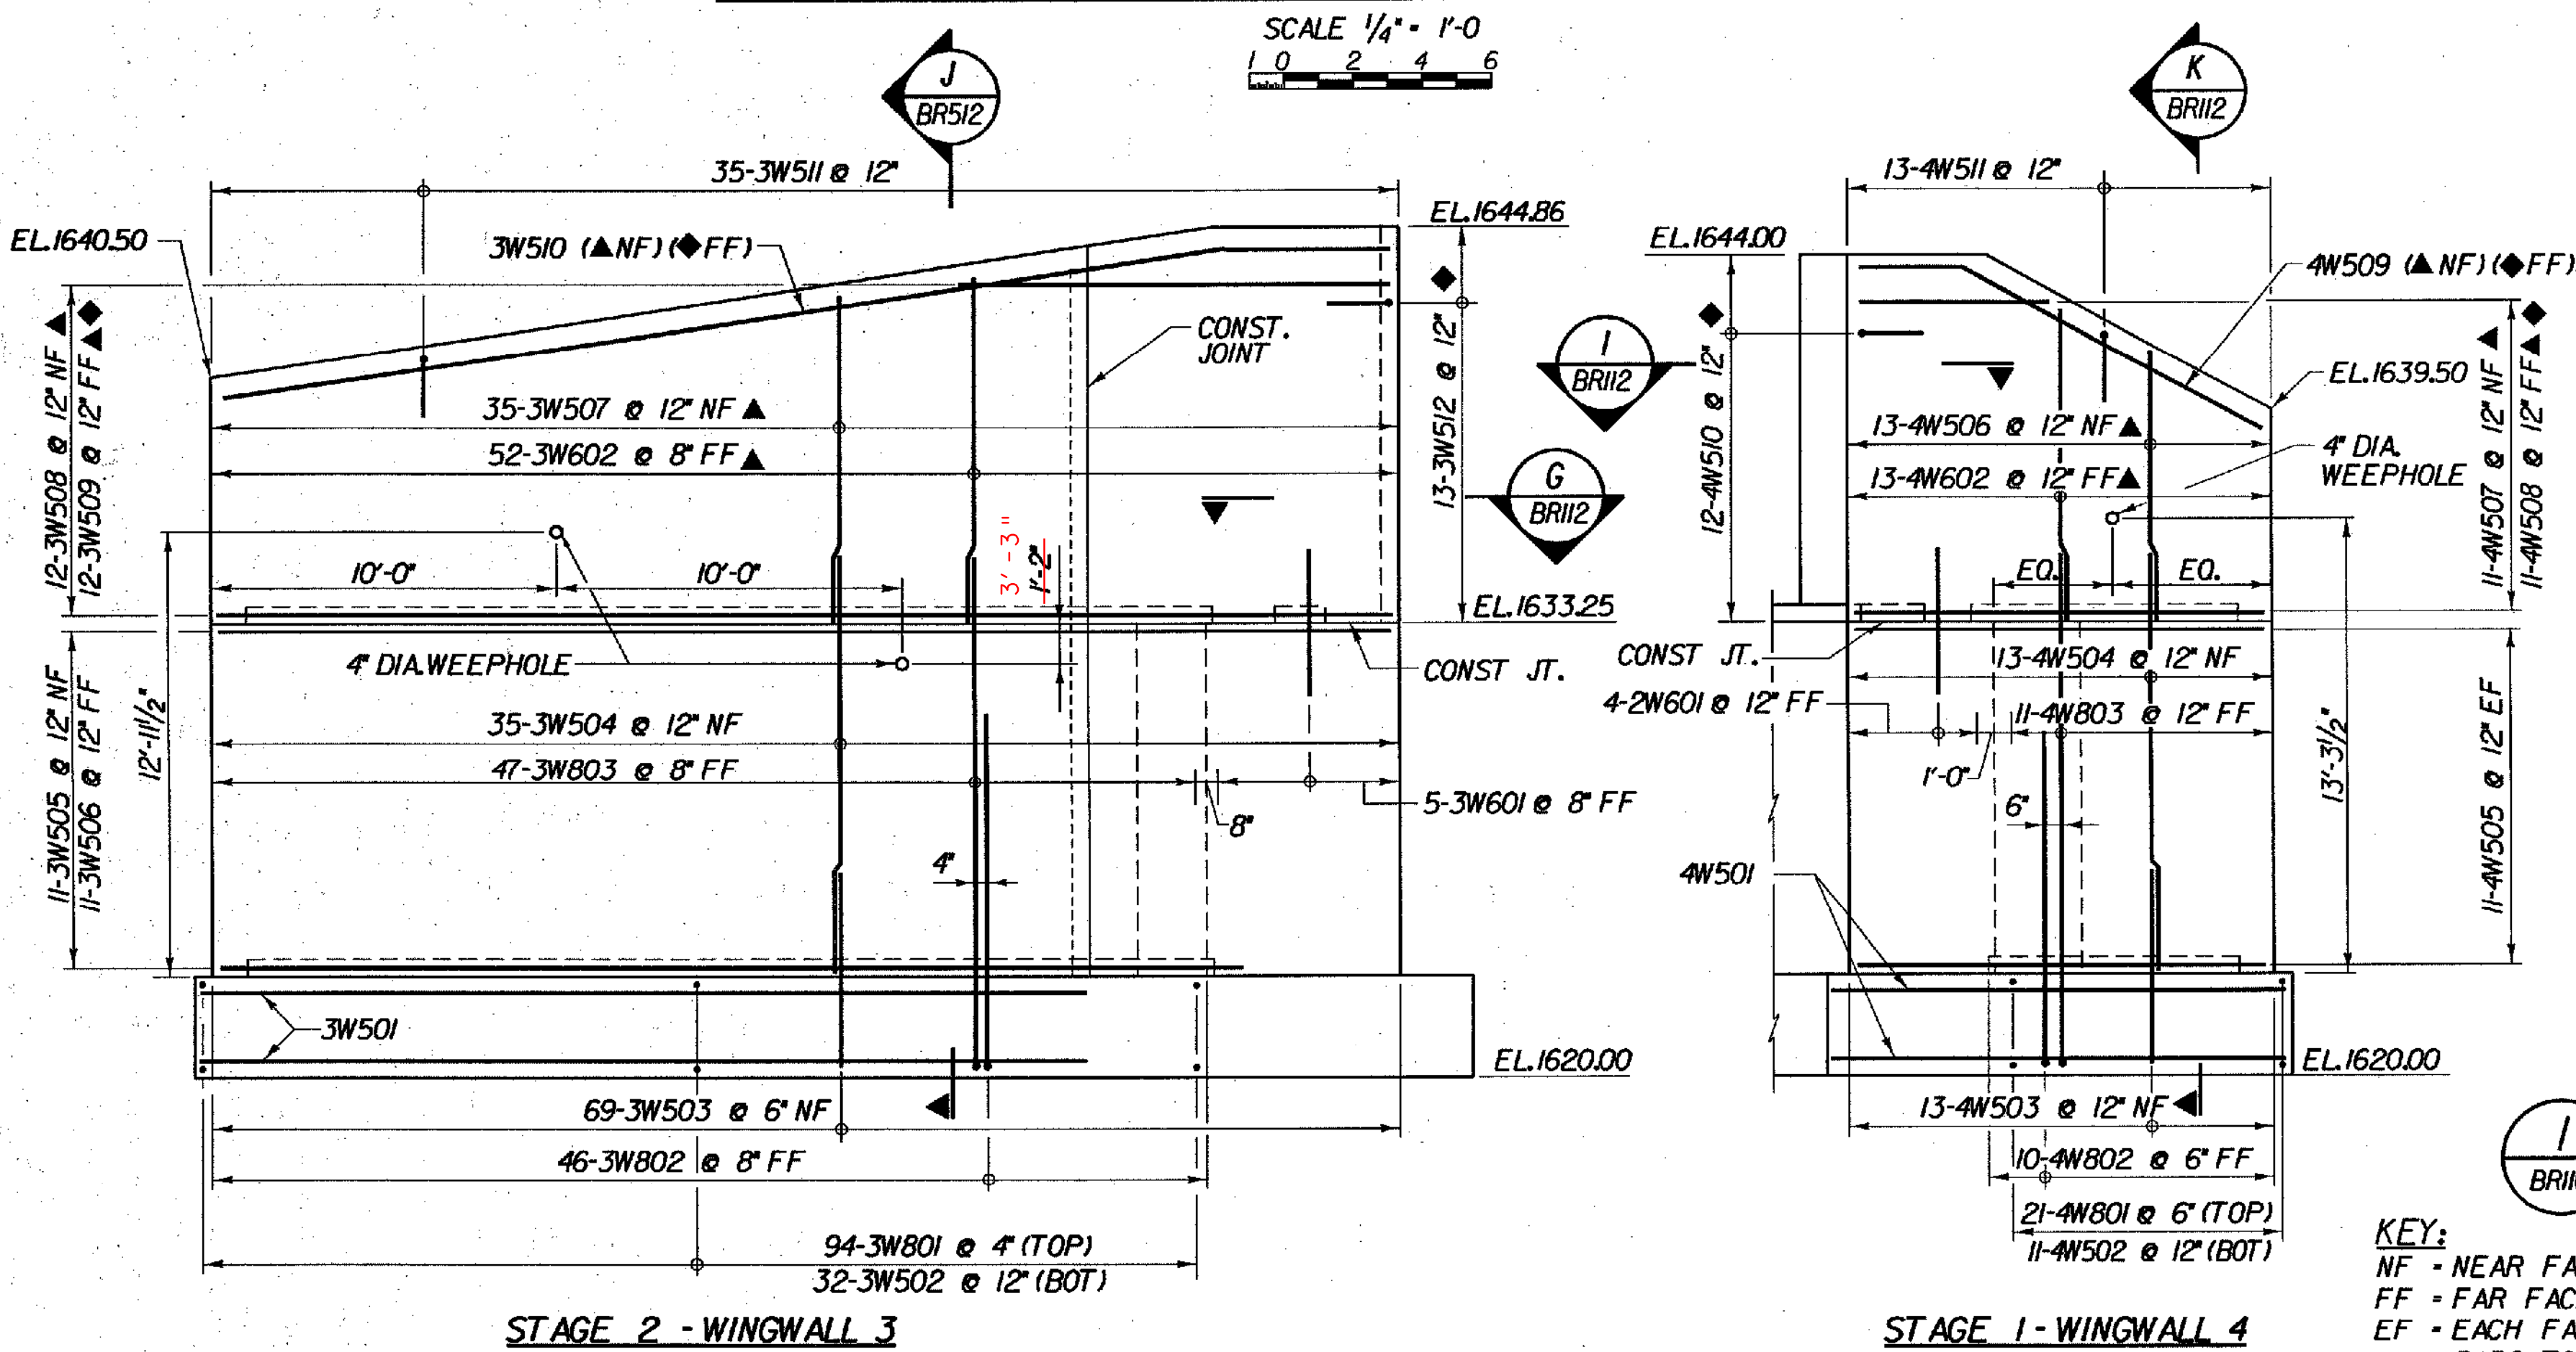 SCALE 1/4" = 1'-0
1 0 2 4 6
J
BR512
K
BR112
35-3W511 @ 12"
13-4W511 @ 12"
EL.1640.50
3W510 (▲NF)(◆FF)
EL.1644.86
EL.1644.00
4W509 (▲NF)(◆FF)
CONST.
JOINT
12-3W508 @ 12" NF ▲
12-3W509 @ 12" FF ▲◆
13-3W512 @ 12" ◆
I
BR112
12-4W510 @ 12" ◆
EL.1639.50
11-4W507 @ 12" NF ▲
11-4W508 @ 12" FF ▲◆
35-3W507 @ 12" NF ▲
52-3W602 @ 8" FF ▲
13-4W506 @ 12" NF ▲
13-4W602 @ 12" FF ▲
4" DIA.
WEEPHOLE
G
BR112
10'-0"
10'-0"
3'-3"
1'-2"
EQ.
EQ.
EL.1633.25
4" DIA.WEEPHOLE
CONST JT.
CONST JT.
13-4W504 @ 12" NF
11-3W505 @ 12" NF
11-3W506 @ 12" FF
12'-11 1/2"
35-3W504 @ 12" NF
47-3W803 @ 8" FF
4-2W601 @ 12" FF
11-4W803 @ 12" FF
1'-0"
13'-3 1/2"
11-4W505 @ 12" EF
5-3W601 @ 8" FF
8"
6"
4"
4W501
3W501
EL.1620.00
EL.1620.00
69-3W503 @ 6" NF
13-4W503 @ 12" NF
46-3W802 @ 8" FF
10-4W802 @ 6" FF
I
94-3W801 @ 4" (TOP)
32-3W502 @ 12" (BOT)
21-4W801 @ 6" (TOP)
11-4W502 @ 12" (BOT)
KEY:
NF = NEAR
FF = FAR
EF = EACH
STAGE 2 - WINGWALL 3
STAGE 1 - WINGWALL 4